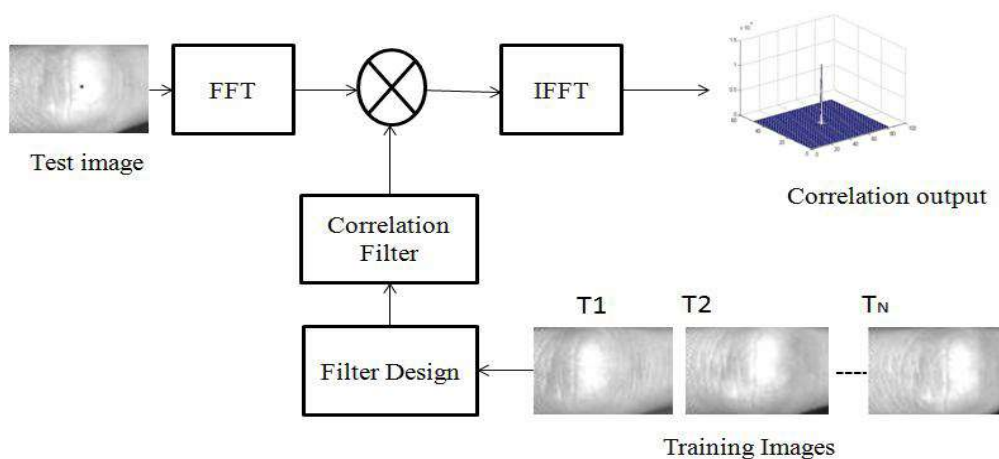 FFT
IFFT
Test image
Correlation output
Correlation
Filter
T1
T2
TN
Filter Design
Training Images